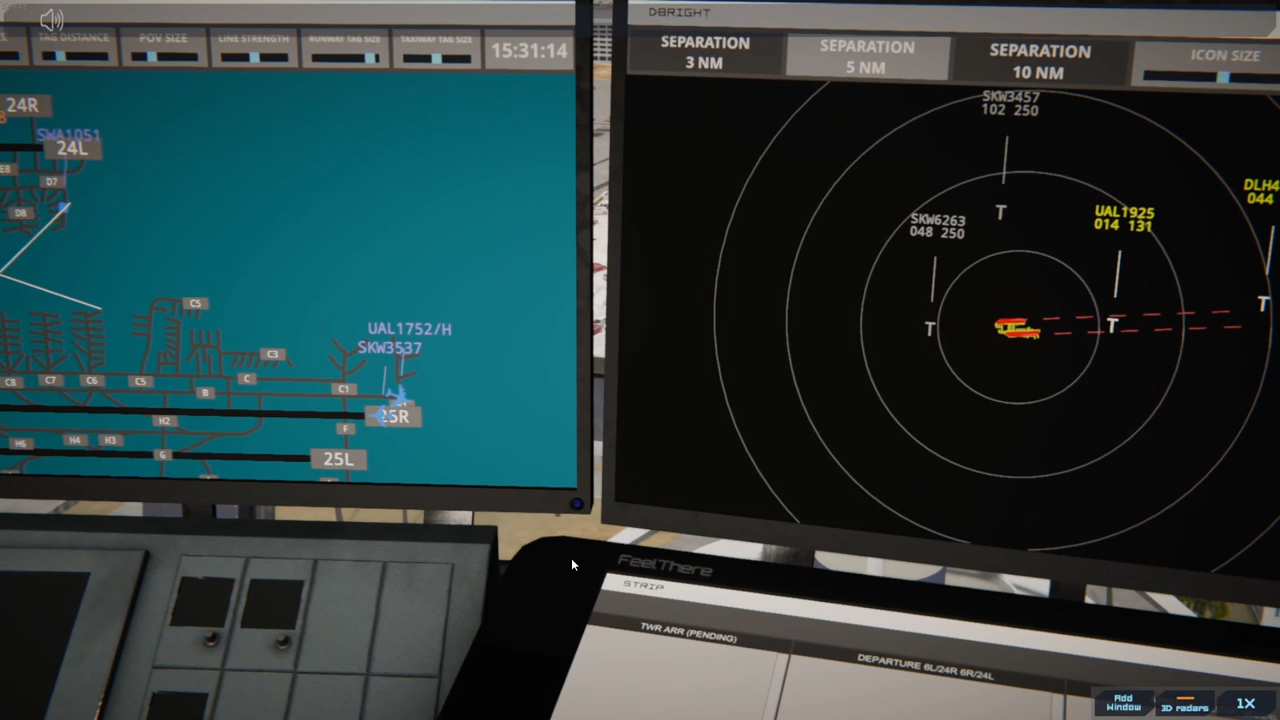 TAG DISTANCE
POV SIZE
LINE STRENGTH
RUNWAY TAG SIZE
TAXIWAY TAG SIZE
15:31:14
24R
SWA1051
24L
D7
D8
C5
UAL1752/H
SKW3537
C3
C8
C7
C6
C5
C
B
C1
H2
F
H6
H4
H3
G
25L
DBRIGHT
SEPARATION
3 NM
SEPARATION
5 NM
SEPARATION
10 NM
ICON SIZE
SKW3457
102 250
SKW6263
048 250
UAL1925
014 131
DLH4
044
T
T
T
T
FeelThere
STRIP
TWR ARR (PENDING)
DEPARTURE 6L/24R 6R/24L
Add
Window
3D radars
1X